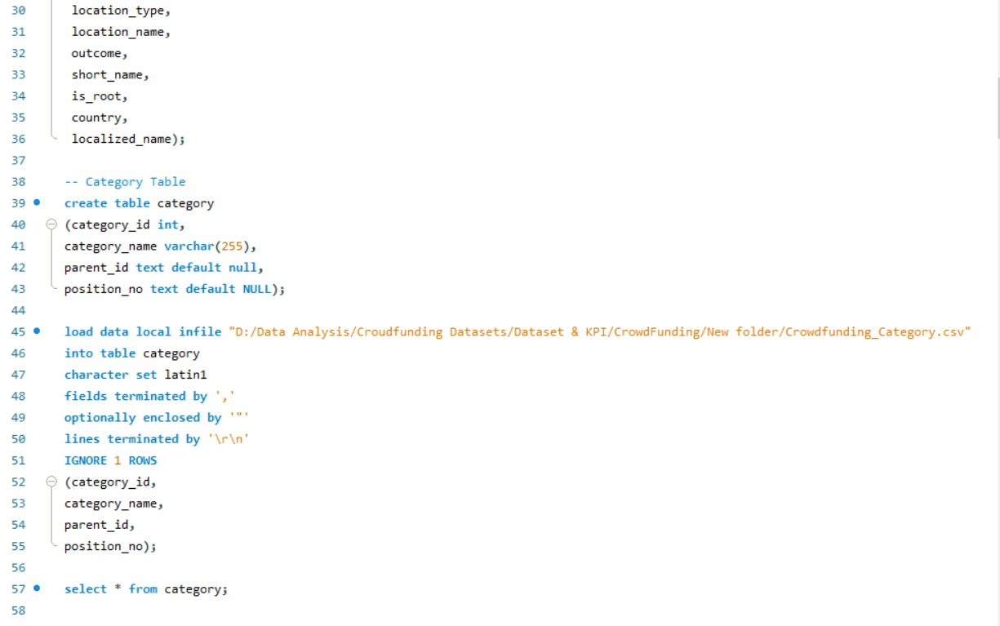 30 location_type,
31 location_name,
32 outcome,
33 short_name,
34 is_root,
35 country,
36 localized_name);
37
38 -- Category Table
39 create table category
40 (category_id int,
41 category_name varchar(255),
42 parent_id text default null,
43 position_no text default NULL);
44
45 load data local infile "D:/Data Analysis/Croudfunding Datasets/Dataset & KPI/CrowdFunding/New folder/Crowdfunding_Category.csv"
46 into table category
47 character set latin1
48 fields terminated by ','
49 optionally enclosed by '"'
50 lines terminated by '\r\n'
51 IGNORE 1 ROWS
52 (category_id,
53 category_name,
54 parent_id,
55 position_no);
56
57 select * from category;
58